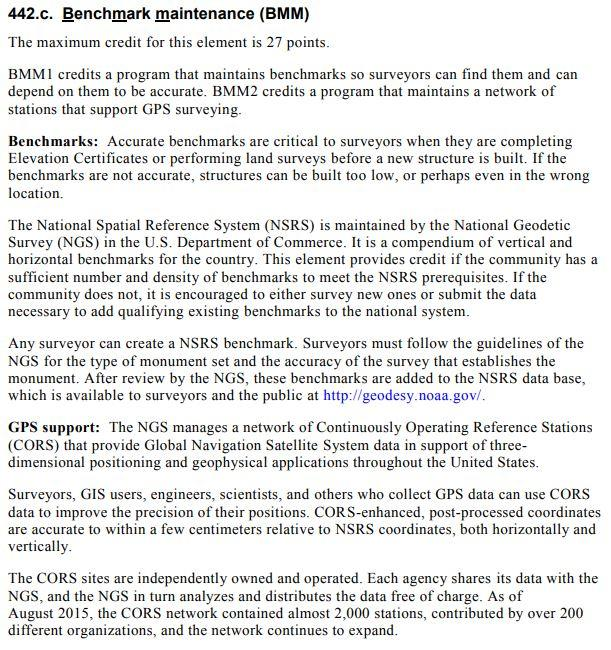 442.c. Benchmark maintenance (BMM)
The maximum credit for this element is 27 points.
BMM1 credits a program that maintains benchmarks so surveyors can find them and can
depend on them to be accurate. BMM2 credits a program that maintains a network of
stations that support GPS surveying.
Benchmarks: Accurate benchmarks are critical to surveyors when they are completing
Elevation Certificates or performing land surveys before a new structure is built. If the
benchmarks are not accurate, structures can be built too low, or perhaps even in the wrong
location.
The National Spatial Reference System (NSRS) is maintained by the National Geodetic
Survey (NGS) in the U.S. Department of Commerce. It is a compendium of vertical and
horizontal benchmarks for the country. This element provides credit if the community has a
sufficient number and density of benchmarks to meet the NSRS prerequisites. If the
community does not, it is encouraged to either survey new ones or submit the data
necessary to add qualifying existing benchmarks to the national system.
Any surveyor can create a NSRS benchmark. Surveyors must follow the guidelines of the
NGS for the type of monument set and the accuracy of the survey that establishes the
monument. After review by the NGS, these benchmarks are added to the NSRS data base,
which is available to surveyors and the public at http://geodesy.noaa.gov/.
GPS support: The NGS manages a network of Continuously Operating Reference Stations
(CORS) that provide Global Navigation Satellite System data in support of three-
dimensional positioning and geophysical applications throughout the United States.
Surveyors, GIS users, engineers, scientists, and others who collect GPS data can use CORS
data to improve the precision of their positions. CORS-enhanced, post-processed coordinates
are accurate to within a few centimeters relative to NSRS coordinates, both horizontally and
vertically.
The CORS sites are independently owned and operated. Each agency shares its data with the
NGS, and the NGS in turn analyzes and distributes the data free of charge. As of
August 2015, the CORS network contained almost 2,000 stations, contributed by over 200
different organizations, and the network continues to expand.